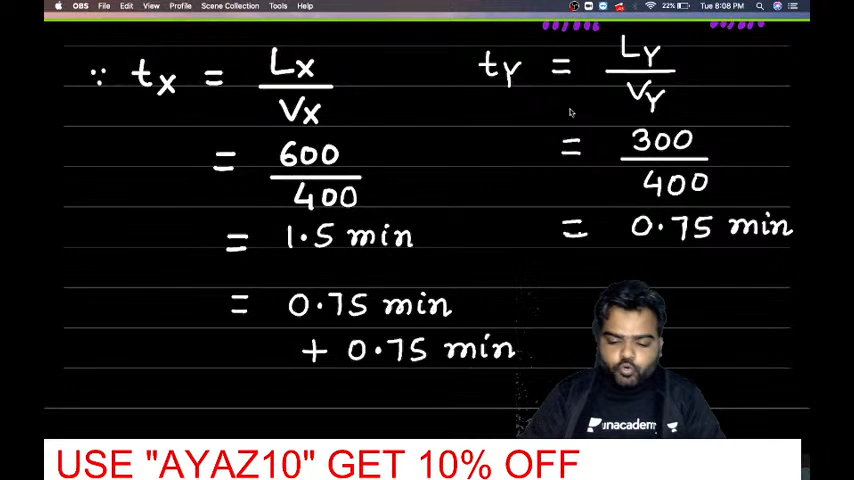 OBS File Edit View Profile Scene Collection Tools Help 22% Tue 8:08 PM
∵ tx = Lx / Vx
= 600 / 400
= 1.5 min
= 0.75 min
+ 0.75 min
tY = LY / VY
= 300 / 400
= 0.75 min
unacademy
USE "AYAZ10" GET 10% OFF